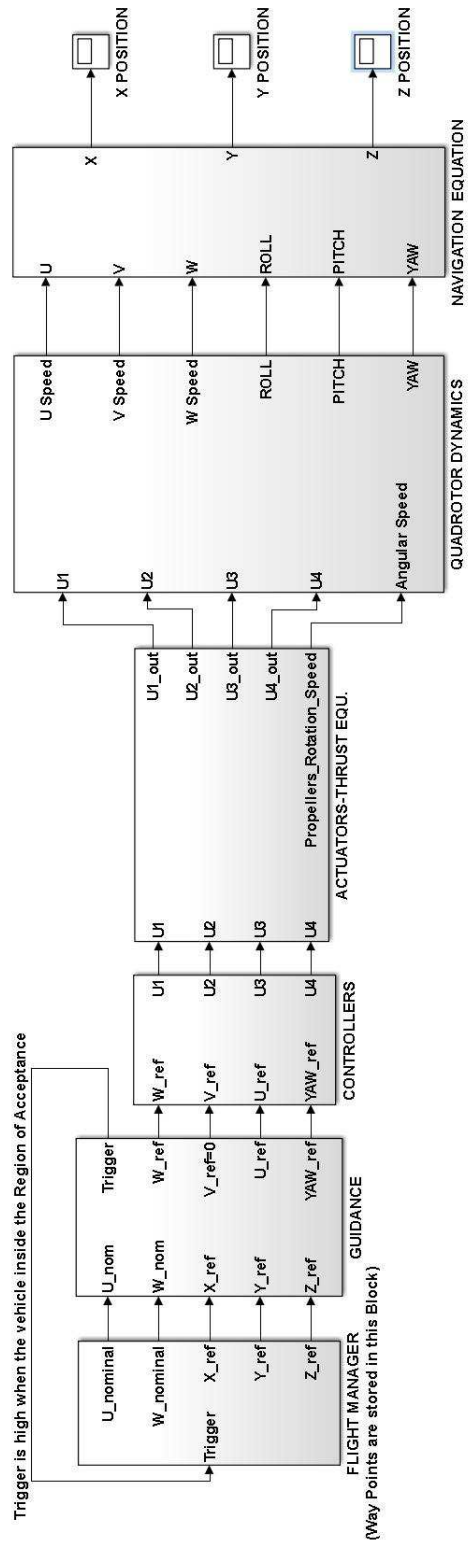 Trigger is high when the vehicle inside the Region of Acceptance
Trigger
U_nominal
W_nominal
X_ref
Y_ref
Z_ref
FLIGHT MANAGER
(Way Points are stored in this Block)
U_nom
W_nom
X_ref
Y_ref
Z_ref
Trigger
W_ref
V_ref=0
U_ref
YAW_ref
GUIDANCE
W_ref
V_ref
U_ref
YAW_ref
U1
U2
U3
U4
CONTROLLERS
U1
U2
U3
U4
U1_out
U2_out
U3_out
U4_out
Propellers_Rotation_Speed
ACTUATORS-THRUST EQU.
U1
U2
U3
U4
Angular Speed
U Speed
V Speed
W Speed
ROLL
PITCH
YAW
QUADROTOR DYNAMICS
U
V
W
ROLL
PITCH
YAW
X
Y
Z
NAVIGATION EQUATION
X POSITION
Y POSITION
Z POSITION